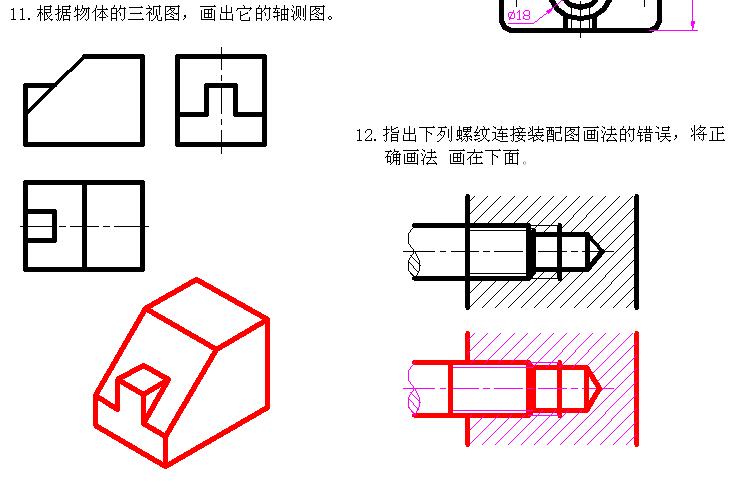 11.根据物体的三视图，画出它的轴测图。
ø18
12.指出下列螺纹连接装配图画法的错误，将正
确画法 画在下面。